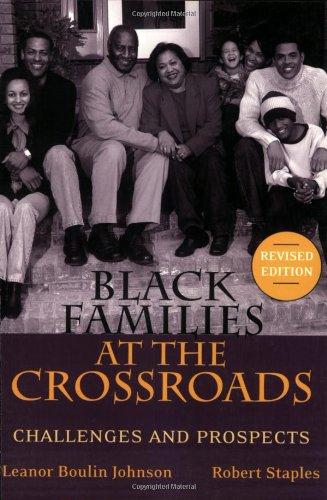 REVISED
EDITION
BLACK
FAMILIES
AT THE
CROSSROADS
CHALLENGES AND PROSPECTS
Leanor Boulin Johnson Robert Staples